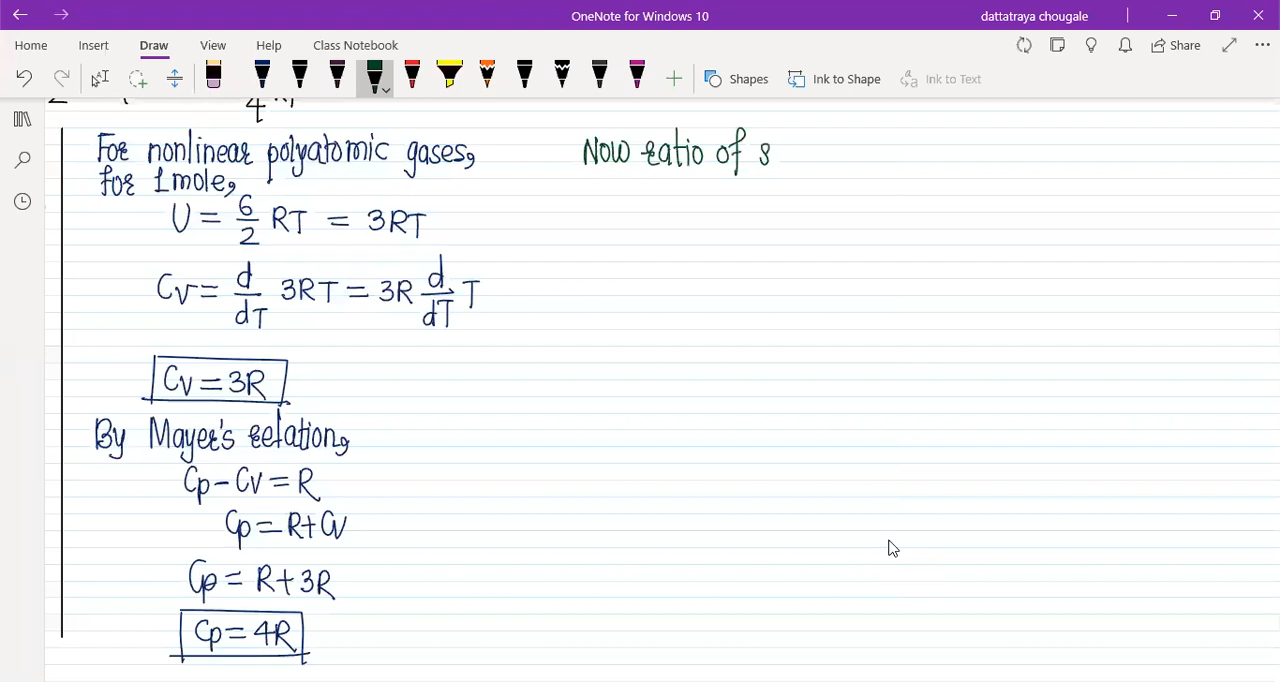 OneNote for Windows 10
dattatraya chougale
Home Insert Draw View Help Class Notebook
Share
Shapes Ink to Shape Ink to Text
For nonlinear polyatomic gases,
for 1 mole,
U = 6/2 RT = 3RT
Cv = d/dT 3RT = 3R d/dT T
Cv = 3R
By Mayer's relation,
Cp - Cv = R
Cp = R + Cv
Cp = R + 3R
Cp = 4R
Now ratio of s